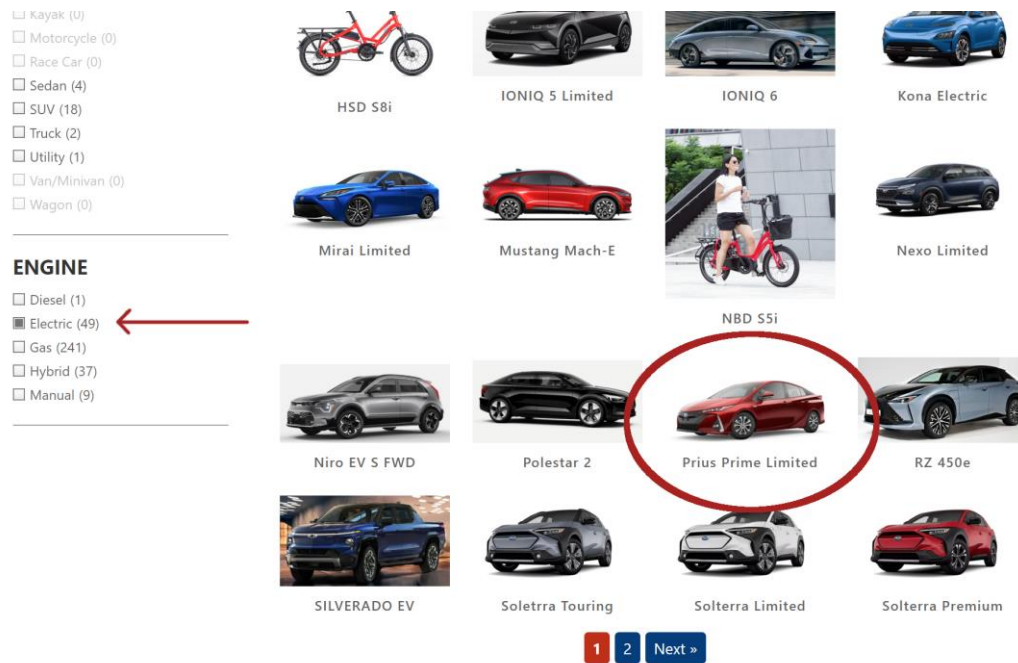 Kayak (0)
Motorcycle (0)
Race Car (0)
Sedan (4)
SUV (18)
Truck (2)
Utility (1)
Van/Minivan (0)
Wagon (0)
ENGINE
Diesel (1)
Electric (49)
Gas (241)
Hybrid (37)
Manual (9)
HSD S8i
IONIQ 5 Limited
IONIQ 6
Kona Electric
Mirai Limited
Mustang Mach-E
NBD S5i
Nexo Limited
Niro EV S FWD
Polestar 2
Prius Prime Limited
RZ 450e
SILVERADO EV
Soletrra Touring
Solterra Limited
Solterra Premium
1 2 Next »